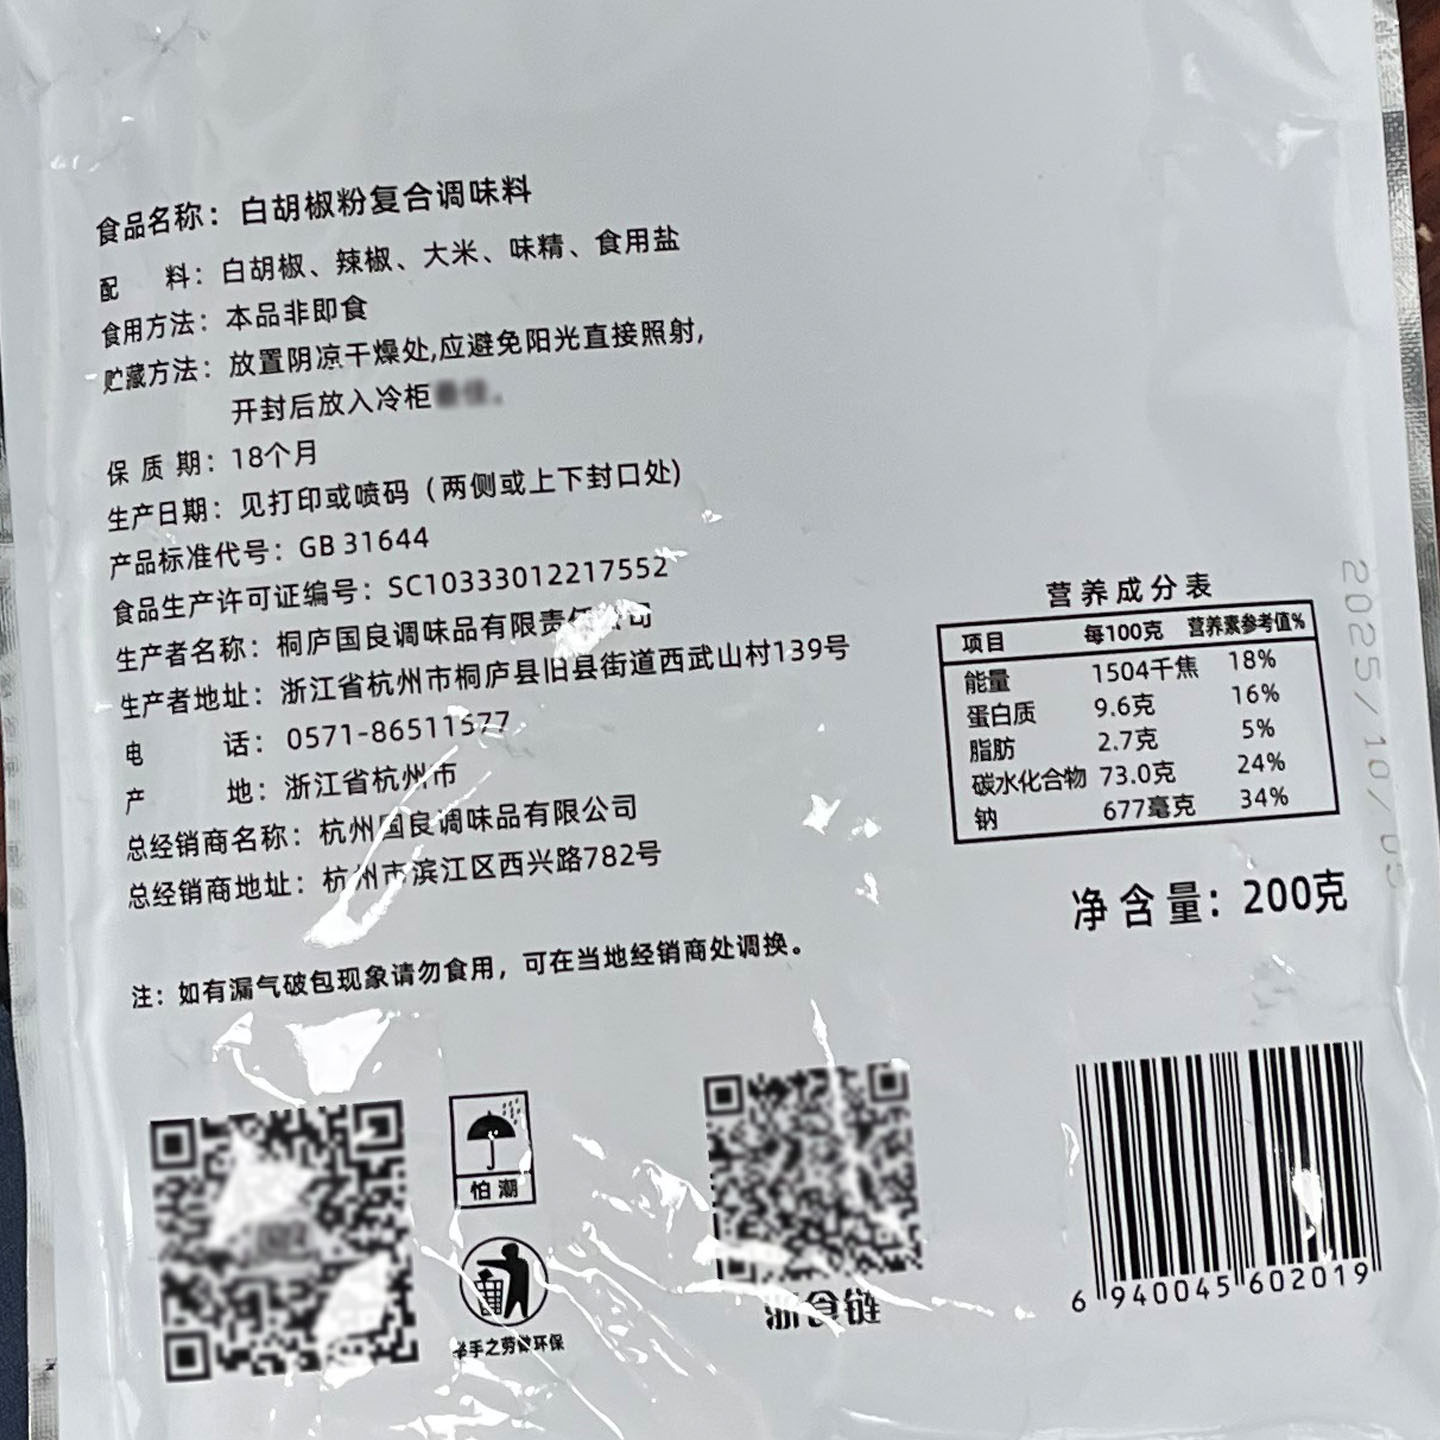 食品名称：白胡椒粉复合调味料
配 料：白胡椒、辣椒、大米、味精、食用盐
食用方法：本品非即食
贮藏方法：放置阴凉干燥处,应避免阳光直接照射,
开封后放入冷柜
保 质 期：18个月
生产日期：见打印或喷码（两侧或上下封口处)
产品标准代号：GB 31644
食品生产许可证编号：SC10333012217552
生产者名称：桐庐国良调味品有限责任公司
生产者地址：浙江省杭州市桐庐县旧县街道西武山村139号
电 话：0571-86511577
产 地：浙江省杭州市
总经销商名称：杭州国良调味品有限公司
总经销商地址：杭州市滨江区西兴路782号
注：如有漏气破包现象请勿食用，可在当地经销商处调换。
营养成分表
项目 每100克 营养素参考值%
能量 1504千焦 18%
蛋白质 9.6克 16%
脂肪 2.7克 5%
碳水化合物 73.0克 24%
钠 677毫克 34%
净含量：200克
2025/10/05
怕潮
举手之劳做环保
浙食链
6 940045 602019